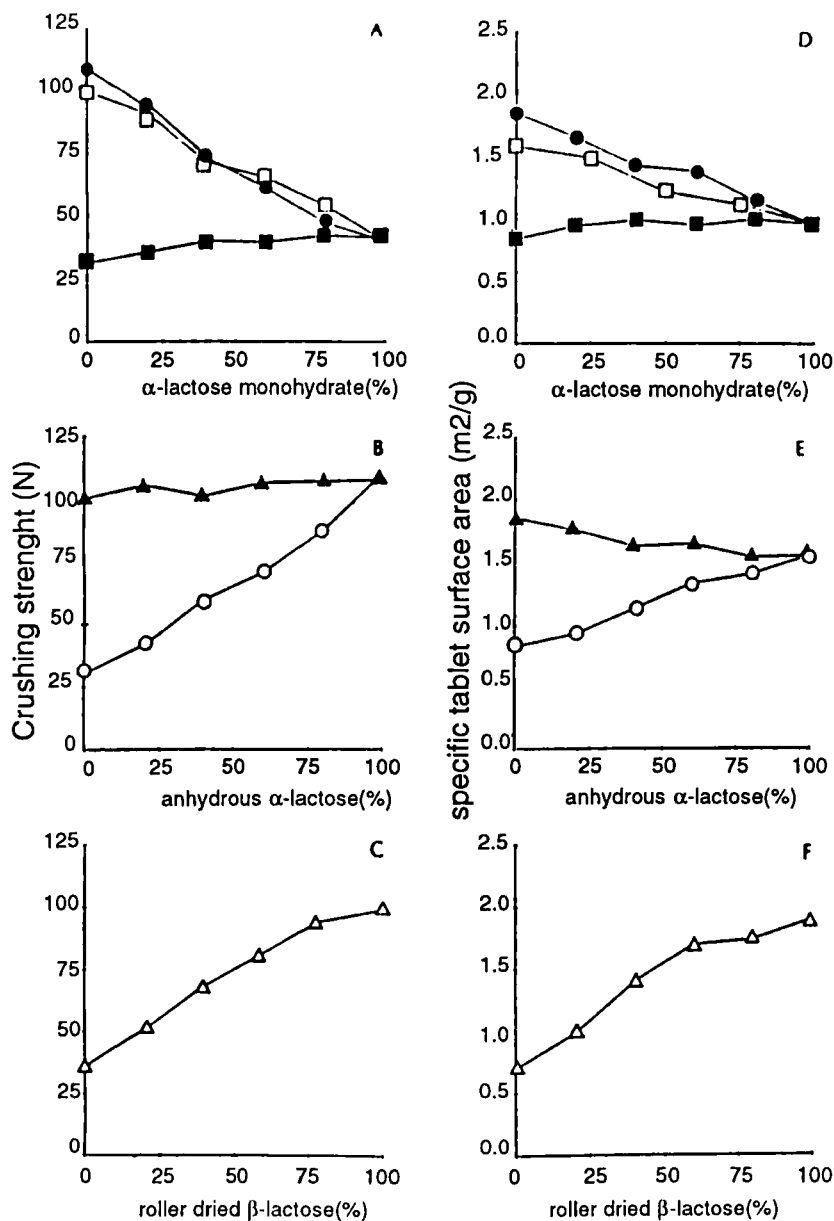 A
125
100
75
50
25
0
0 25 50 75 100
α-lactose monohydrate(%)
D
2.5
2.0
1.5
1.0
0.5
0.0
0 25 50 75 100
α-lactose monohydrate(%)
Crushing strenght (N)
B
125
100
75
50
25
0
0 25 50 75 100
anhydrous α-lactose(%)
specific tablet surface area (m2/g)
E
2.5
2.0
1.5
1.0
0.5
0.0
0 25 50 75 100
anhydrous α-lactose(%)
C
125
100
75
50
25
0
0 25 50 75 100
roller dried β-lactose(%)
F
2.5
2.0
1.5
1.0
0.5
0.0
0 25 50 75 100
roller dried β-lactose(%)